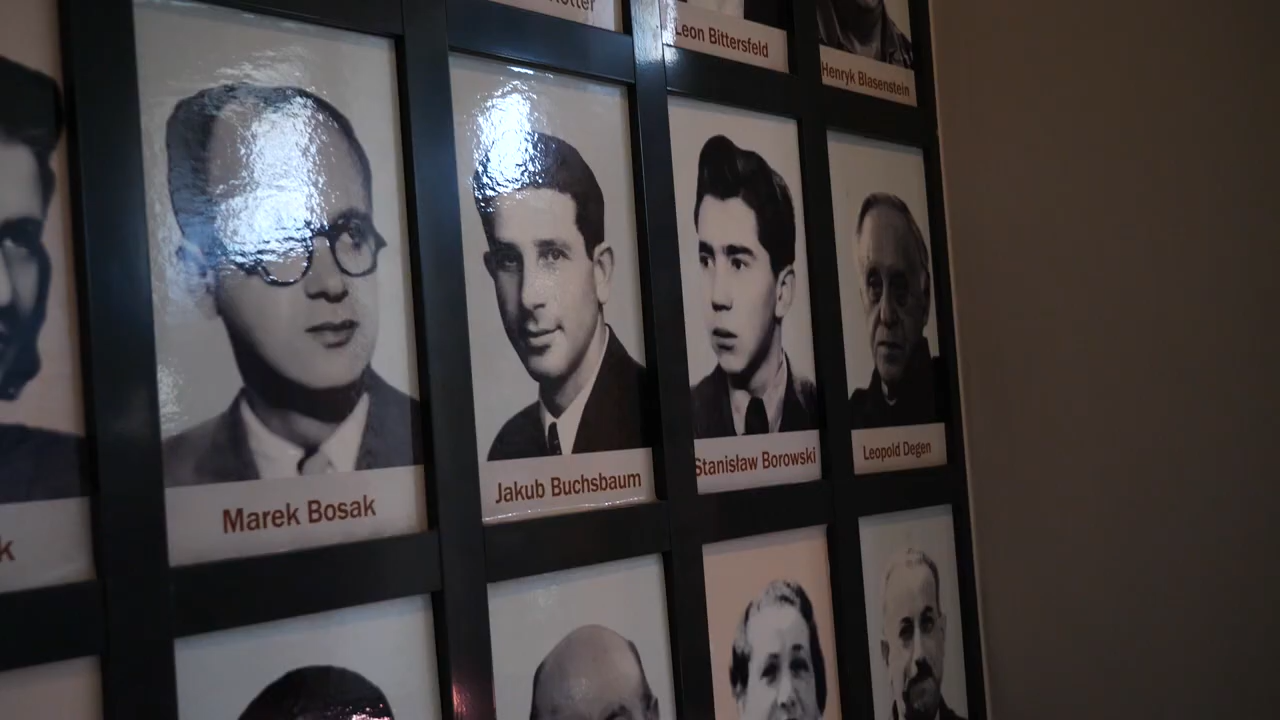 Leon Bittersfeld
Henryk Blasenstein
Marek Bosak
Jakub Buchsbaum
Stanisław Borowski
Leopold Degen